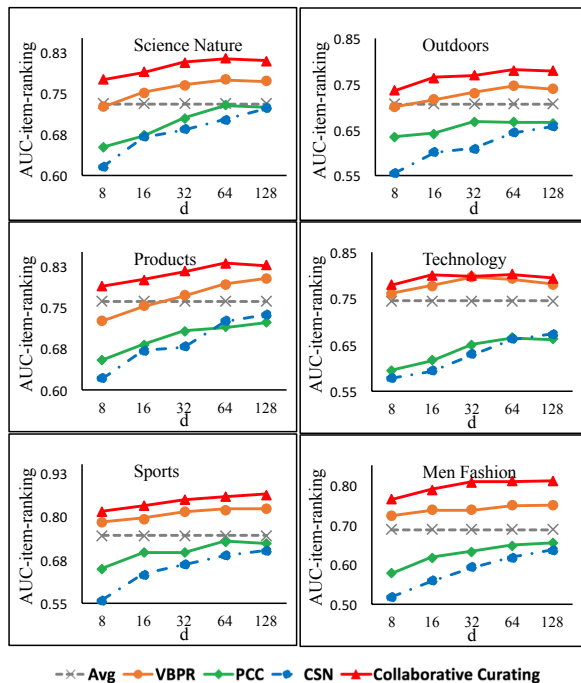 Science Nature
AUC-item-ranking
0.83
0.75
0.68
0.60
8 16 32 64 128
d
Outdoors
AUC-item-ranking
0.85
0.75
0.65
0.55
8 16 32 64 128
d
Products
AUC-item-ranking
0.83
0.75
0.68
0.60
8 16 32 64 128
d
Technology
AUC-item-ranking
0.85
0.75
0.65
0.55
8 16 32 64 128
d
Sports
AUC-item-ranking
0.93
0.80
0.68
0.55
8 16 32 64 128
d
Men Fashion
AUC-item-ranking
0.80
0.70
0.60
0.50
8 16 32 64 128
d
Avg VBPR PCC CSN Collaborative Curating